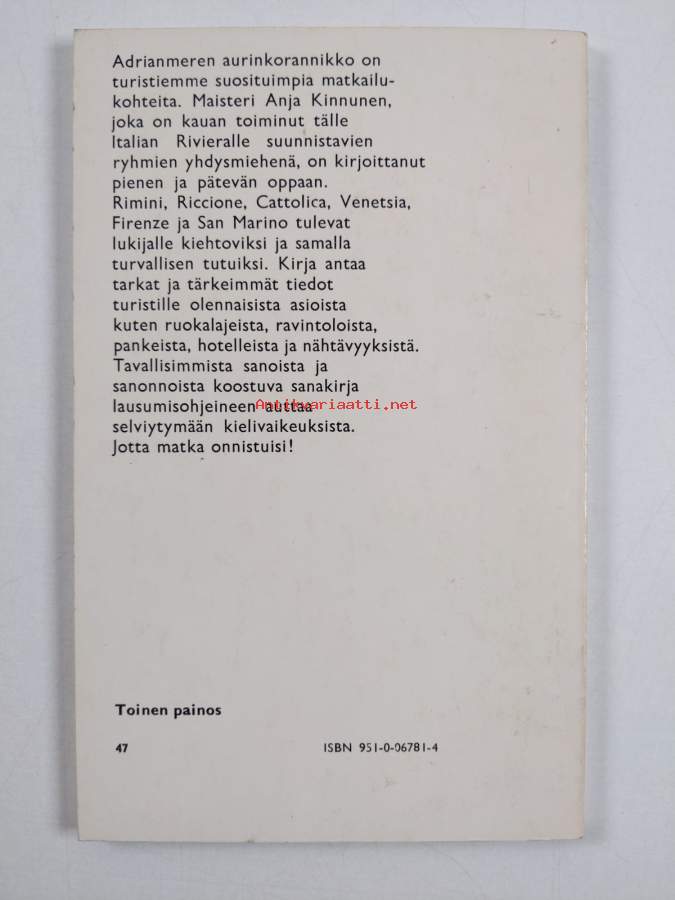 Adrianmeren aurinkorannikko on
turistiemme suosituimpia matkailu-
kohteita. Maisteri Anja Kinnunen,
joka on kauan toiminut tälle
Italian Rivieralle suunnistavien
ryhmien yhdysmiehenä, on kirjoittanut
pienen ja pätevän oppaan.
Rimini, Riccione, Cattolica, Venetsia,
Firenze ja San Marino tulevat
lukijalle kiehtoviksi ja samalla
turvallisen tutuiksi. Kirja antaa
tarkat ja tärkeimmät tiedot
turistille olennaisista asioista
kuten ruokalajeista, ravintoloista,
pankeista, hotelleista ja nähtävyyksistä.
Tavallisimmista sanoista ja
sanonnoista koostuva sanakirja
lausumisohjeineen auttaa
Antikvariaatti.net
selviytymään kielivaikeuksista.
Jotta matka onnistuisi!
Toinen painos
47 ISBN 951-0-06781-4